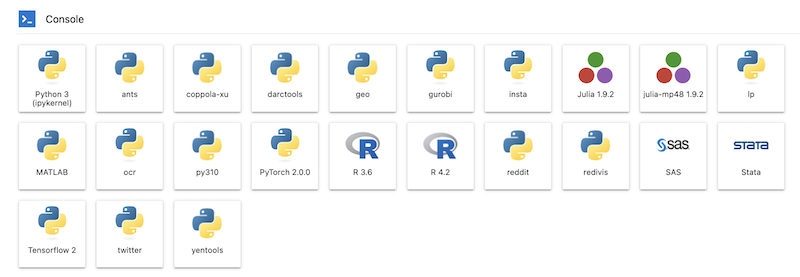 Console
Python 3
(ipykernel)
ants
coppola-xu
darctools
geo
gurobi
insta
Julia 1.9.2
julia-mp48 1.9.2
lp
MATLAB
ocr
py310
PyTorch 2.0.0
R
R 3.6
R
R 4.2
reddit
redivis
sas
SAS
STATA
Stata
Tensorflow 2
twitter
yentools